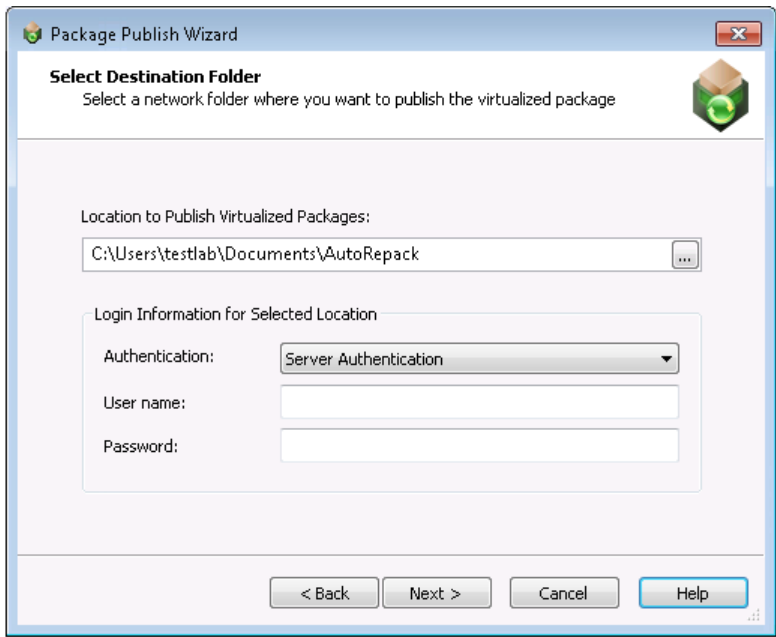 Package Publish Wizard
Select Destination Folder
Select a network folder where you want to publish the virtualized package
Location to Publish Virtualized Packages:
C:\Users\testlab\Documents\AutoRepack
...
Login Information for Selected Location
Authentication:
Server Authentication
User name:
Password:
< Back
Next >
Cancel
Help